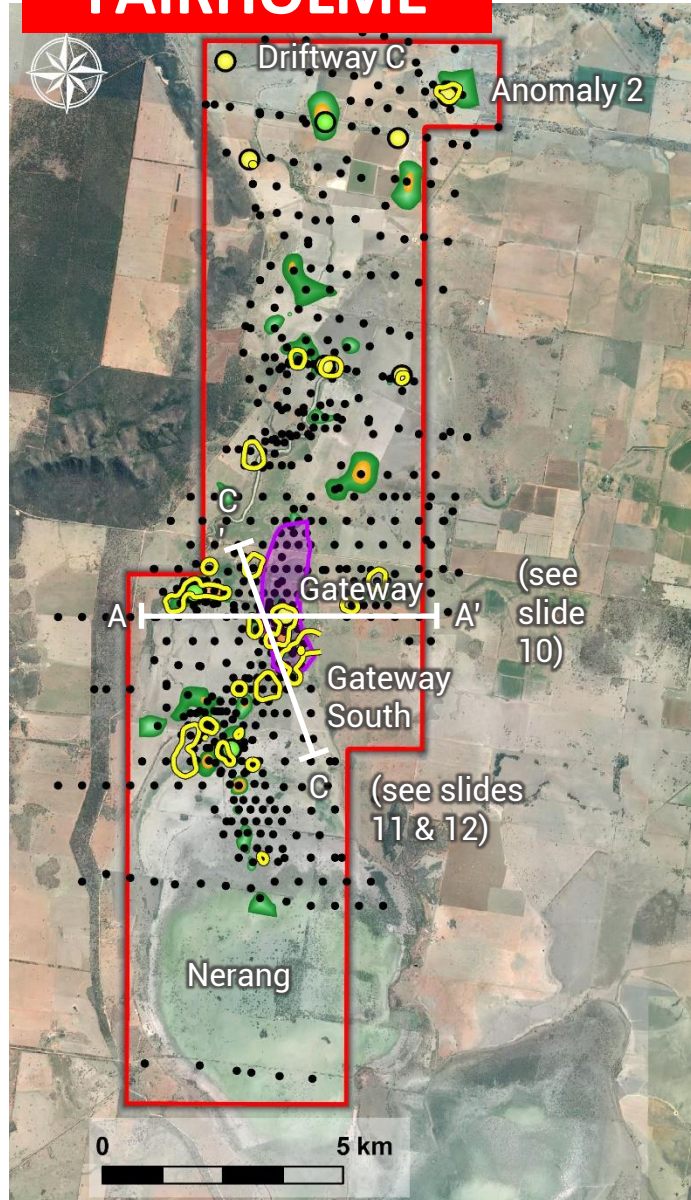 FAIRHOLME
Driftway C
Anomaly 2
C
'
Gateway
A
A'
(see
slide
10)
Gateway
South
C
(see slides
11 & 12)
Nerang
0
5 km